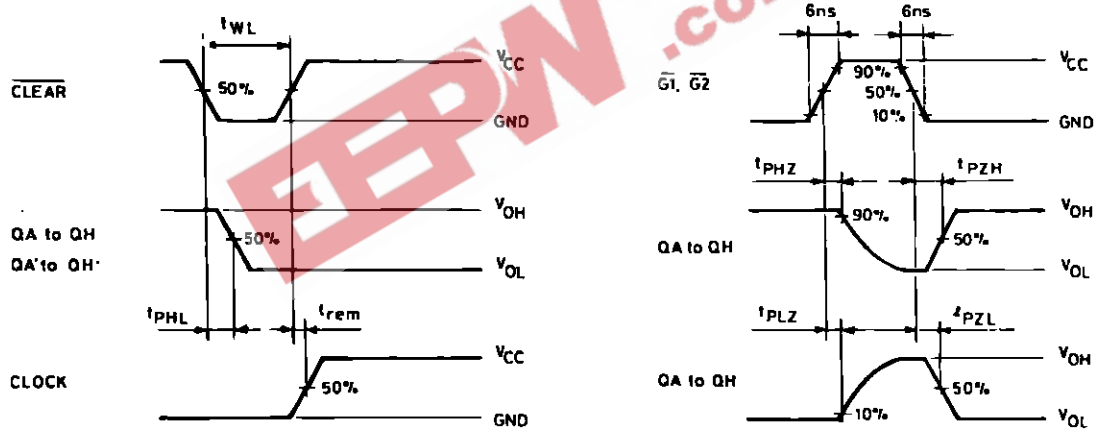 tWL
CLEAR
50%
VCC
GND
QA to QH
QA' to QH'
VOH
50%
VOL
tPHL
trem
CLOCK
VCC
50%
GND
EEPW.com
6ns
6ns
G1, G2
90%
50%
10%
VCC
GND
tPHZ
tPZH
QA to QH
90%
50%
VOH
VOL
tPLZ
tPZL
QA to QH
10%
50%
VOH
VOL